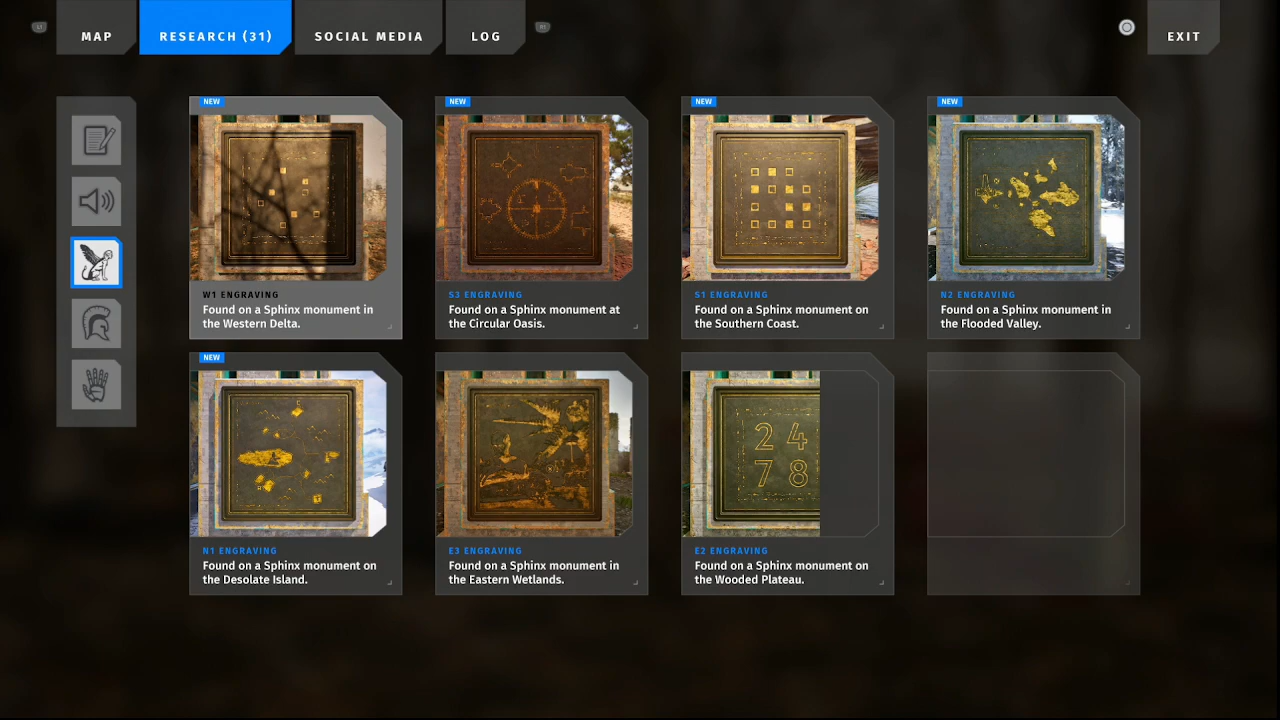 MAP
RESEARCH (31)
SOCIAL MEDIA
LOG
EXIT
NEW
W1 ENGRAVING
Found on a Sphinx monument in
the Western Delta.
NEW
S3 ENGRAVING
Found on a Sphinx monument at
the Circular Oasis.
NEW
S1 ENGRAVING
Found on a Sphinx monument on
the Southern Coast.
NEW
N2 ENGRAVING
Found on a Sphinx monument in
the Flooded Valley.
NEW
N1 ENGRAVING
Found on a Sphinx monument on
the Desolate Island.
E3 ENGRAVING
Found on a Sphinx monument in
the Eastern Wetlands.
2 4
7 8
E2 ENGRAVING
Found on a Sphinx monument on
the Wooded Plateau.